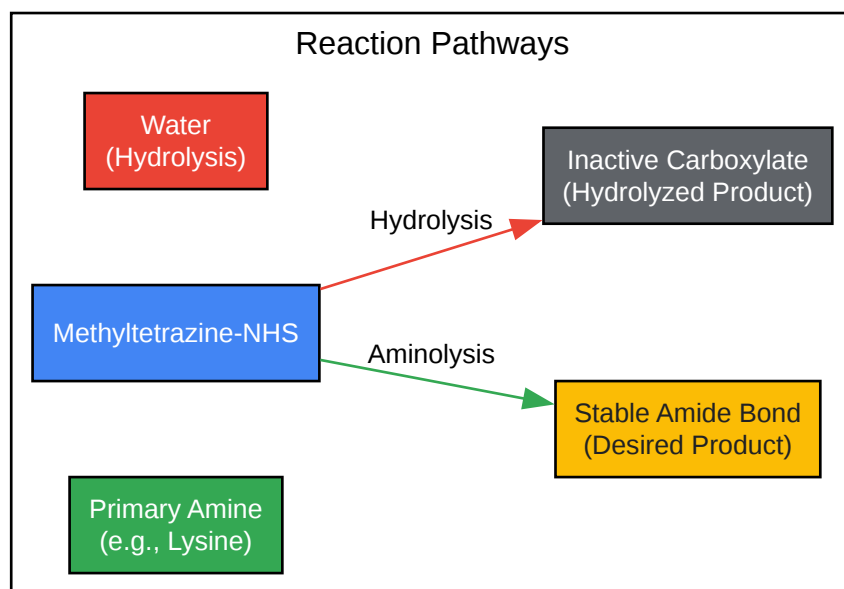 Reaction Pathways
Water
(Hydrolysis)
Inactive Carboxylate
(Hydrolyzed Product)
Hydrolysis
Methyltetrazine-NHS
Aminolysis
Stable Amide Bond
(Desired Product)
Primary Amine
(e.g., Lysine)